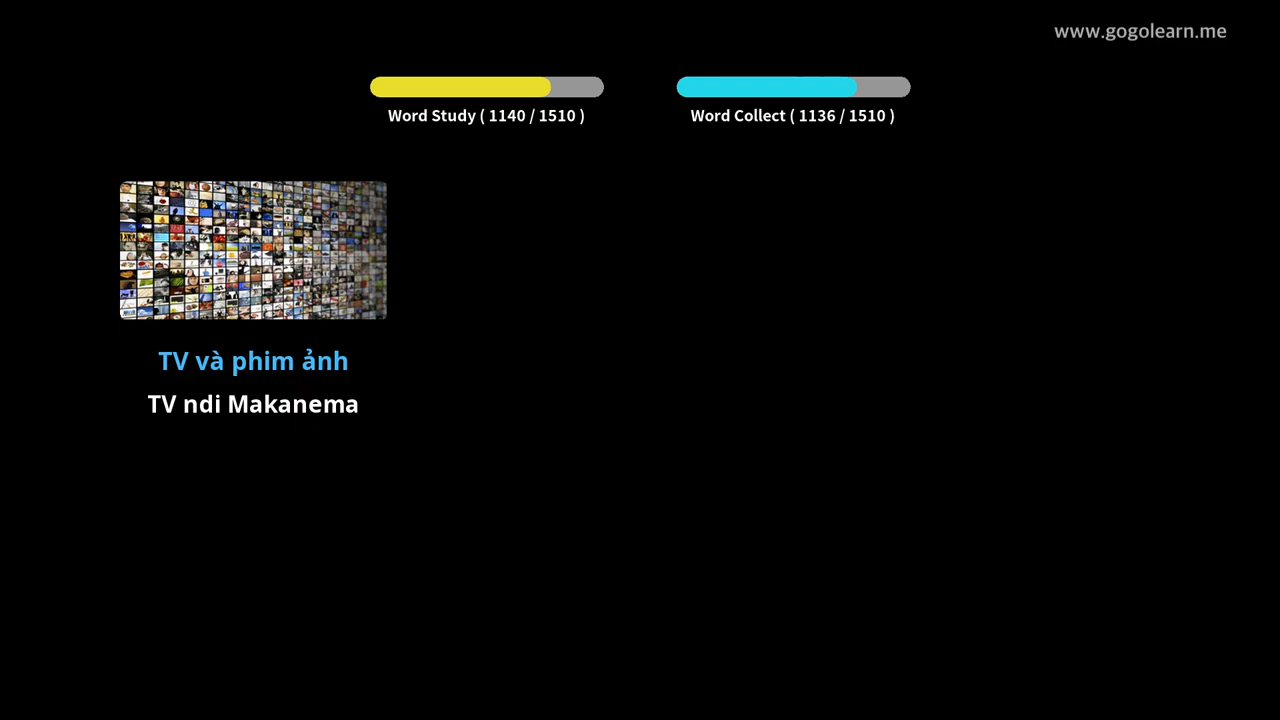 www.gogolearn.me
Word Study ( 1140 / 1510 )
Word Collect ( 1136 / 1510 )
TV và phim ảnh
TV ndi Makanema